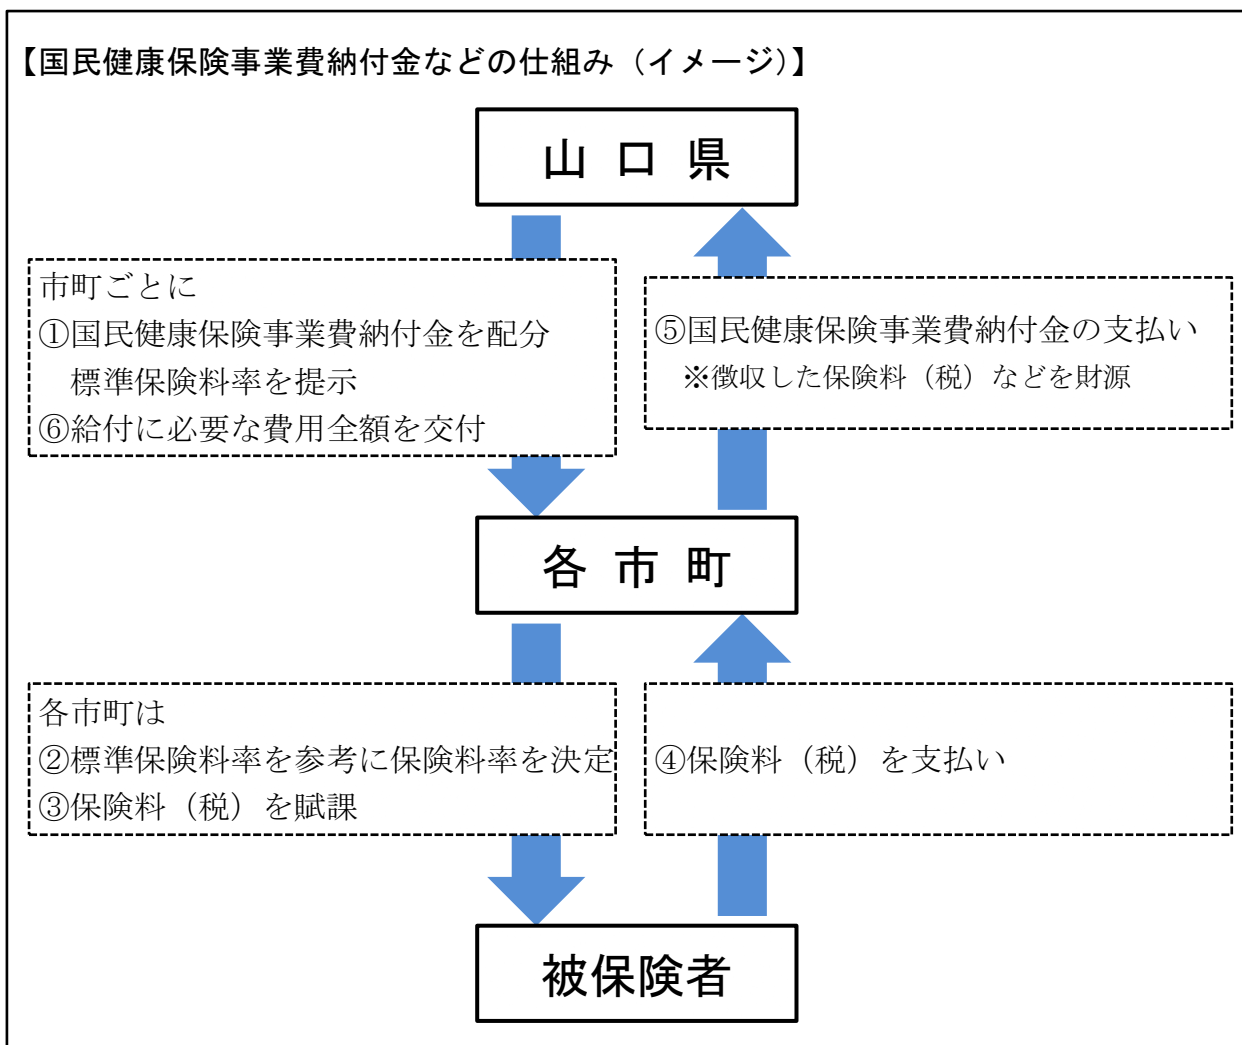 【国民健康保険事業費納付金などの仕組み（イメージ）】
山口県
市町ごとに
①国民健康保険事業費納付金を配分
標準保険料率を提示
⑥給付に必要な費用全額を交付
⑤国民健康保険事業費納付金の支払い
※徴収した保険料（税）などを財源
各市町
各市町は
②標準保険料率を参考に保険料率を決定
③保険料（税）を賦課
④保険料（税）を支払い
被保険者